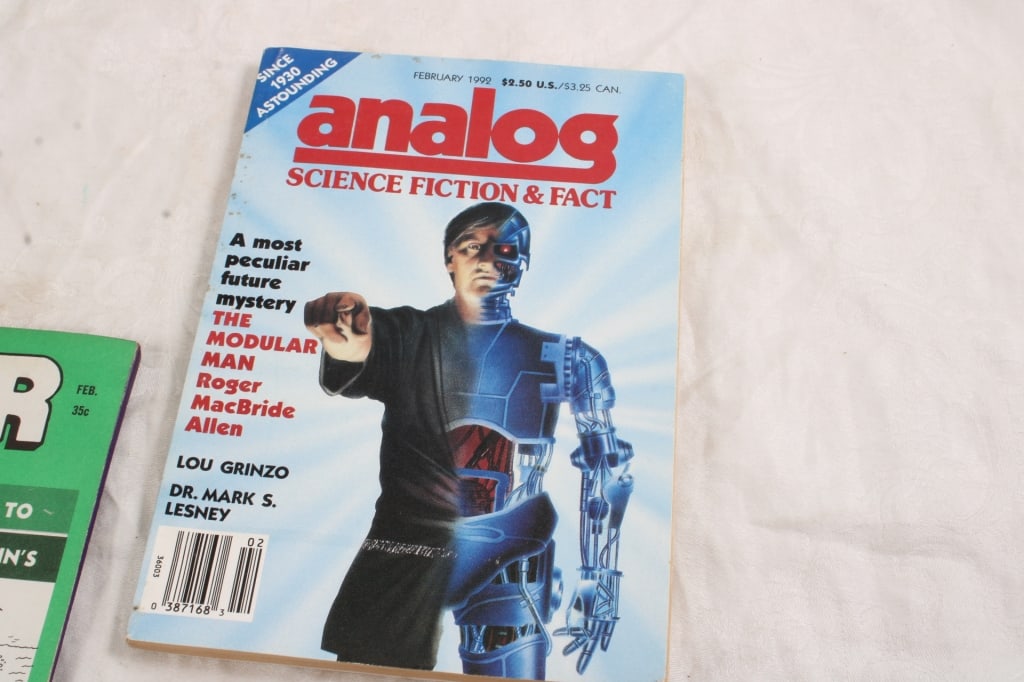 SINCE
1930
ASTOUNDING
FEBRUARY 1992 $2.50 U.S./$3.25 CAN.
analog
SCIENCE FICTION & FACT
A most
peculiar
future
mystery
THE
MODULAR
MAN
Roger
MacBride
Allen
LOU GRINZO
DR. MARK S.
LESNEY
02
36003
0 387168 3
R
FEB.
35c
TO
IN'S